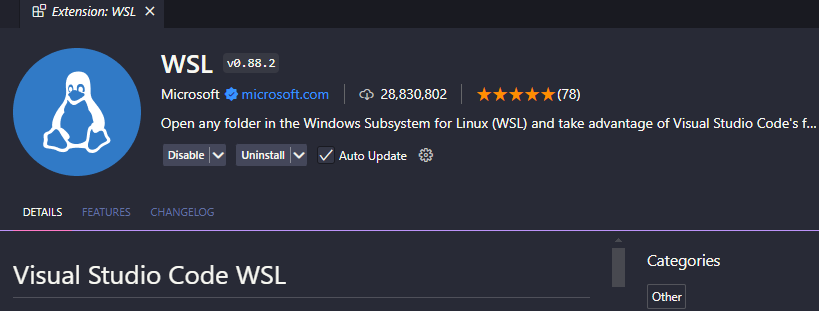 Extension: WSL
WSL v0.88.2
Microsoft microsoft.com 28,830,802 (78)
Open any folder in the Windows Subsystem for Linux (WSL) and take advantage of Visual Studio Code's f...
Disable Uninstall Auto Update
DETAILS FEATURES CHANGELOG
Visual Studio Code WSL
Categories
Other